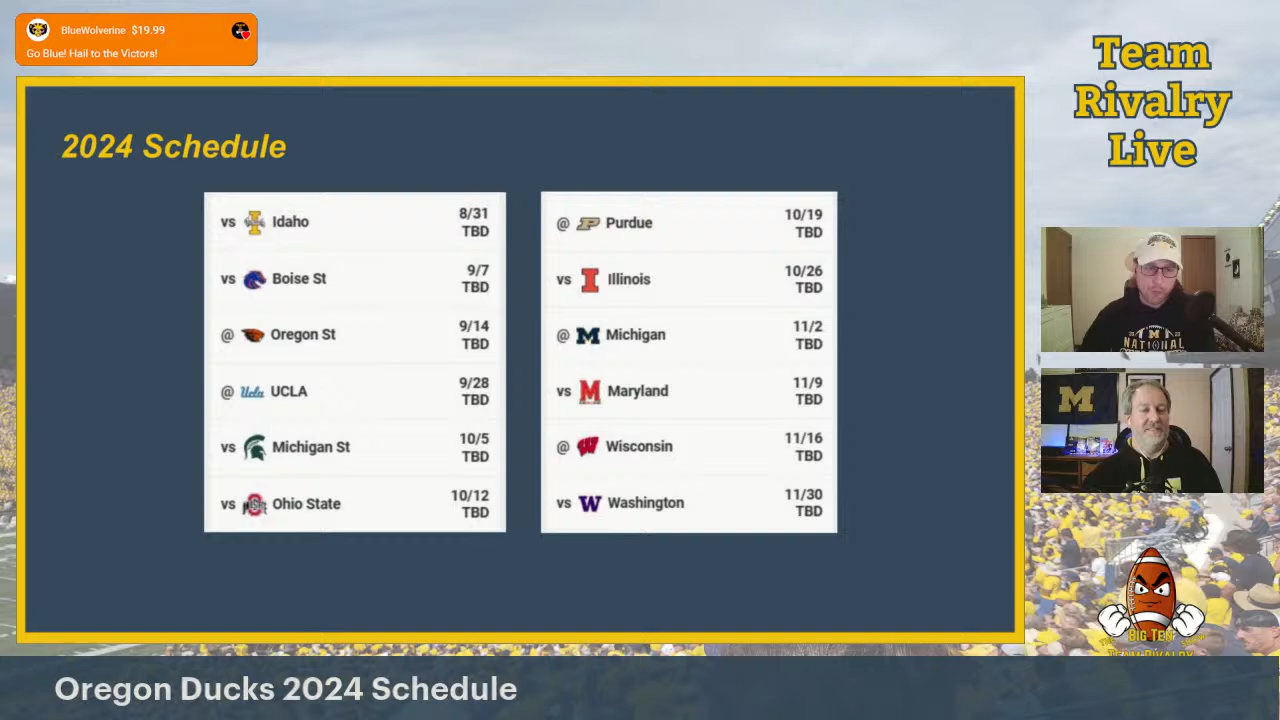 BlueWolverine $19.99
Go Blue! Hail to the Victors!
Team
Rivalry
Live
2024 Schedule
vs Idaho 8/31 TBD
vs Boise St 9/7 TBD
@ Oregon St 9/14 TBD
@ Ucla UCLA 9/28 TBD
vs Michigan St 10/5 TBD
vs Ohio State 10/12 TBD
@ P Purdue 10/19 TBD
vs I Illinois 10/26 TBD
@ M Michigan 11/2 TBD
vs M Maryland 11/9 TBD
@ W Wisconsin 11/16 TBD
vs W Washington 11/30 TBD
M
NATIONAL
M
BIG TEN
TEAM RIVALRY
Oregon Ducks 2024 Schedule